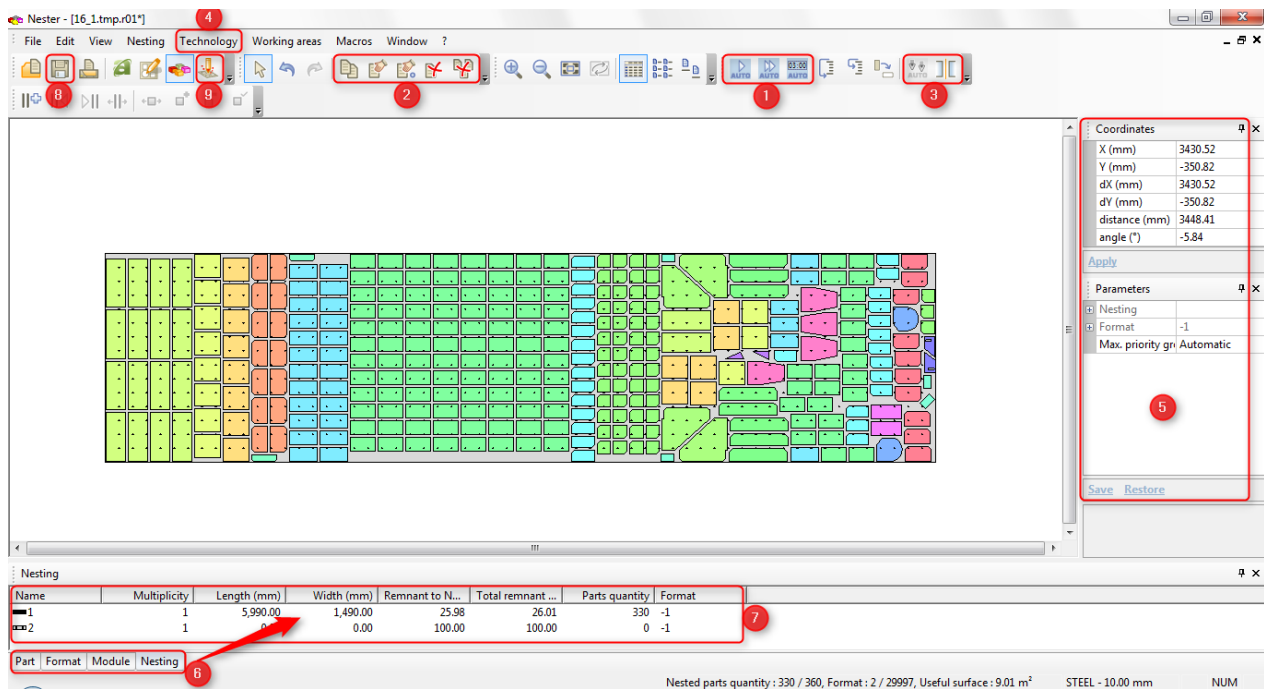 Nester - [16_1.tmp.r01*]
4
File Edit View Nesting Technology Working areas Macros Window ?
AUTO AUTO 03:00 AUTO AUTO
8 9 2 1 3
Coordinates
X (mm) 3430.52
Y (mm) -350.82
dX (mm) 3430.52
dY (mm) -350.82
distance (mm) 3448.41
angle (°) -5.84
Apply
Parameters
Nesting
Format -1
Max. priority gr Automatic
5
Save Restore
Nesting
Name Multiplicity Length (mm) Width (mm) Remnant to N... Total remnant ... Parts quantity Format
1 1 5,990.00 1,490.00 25.98 26.01 330 -1
2 1 0.00 100.00 100.00 0 -1
7
Part Format Module Nesting
6
Nested parts quantity : 330 / 360, Format : 2 / 29997, Useful surface : 9.01 m² STEEL - 10.00 mm NUM